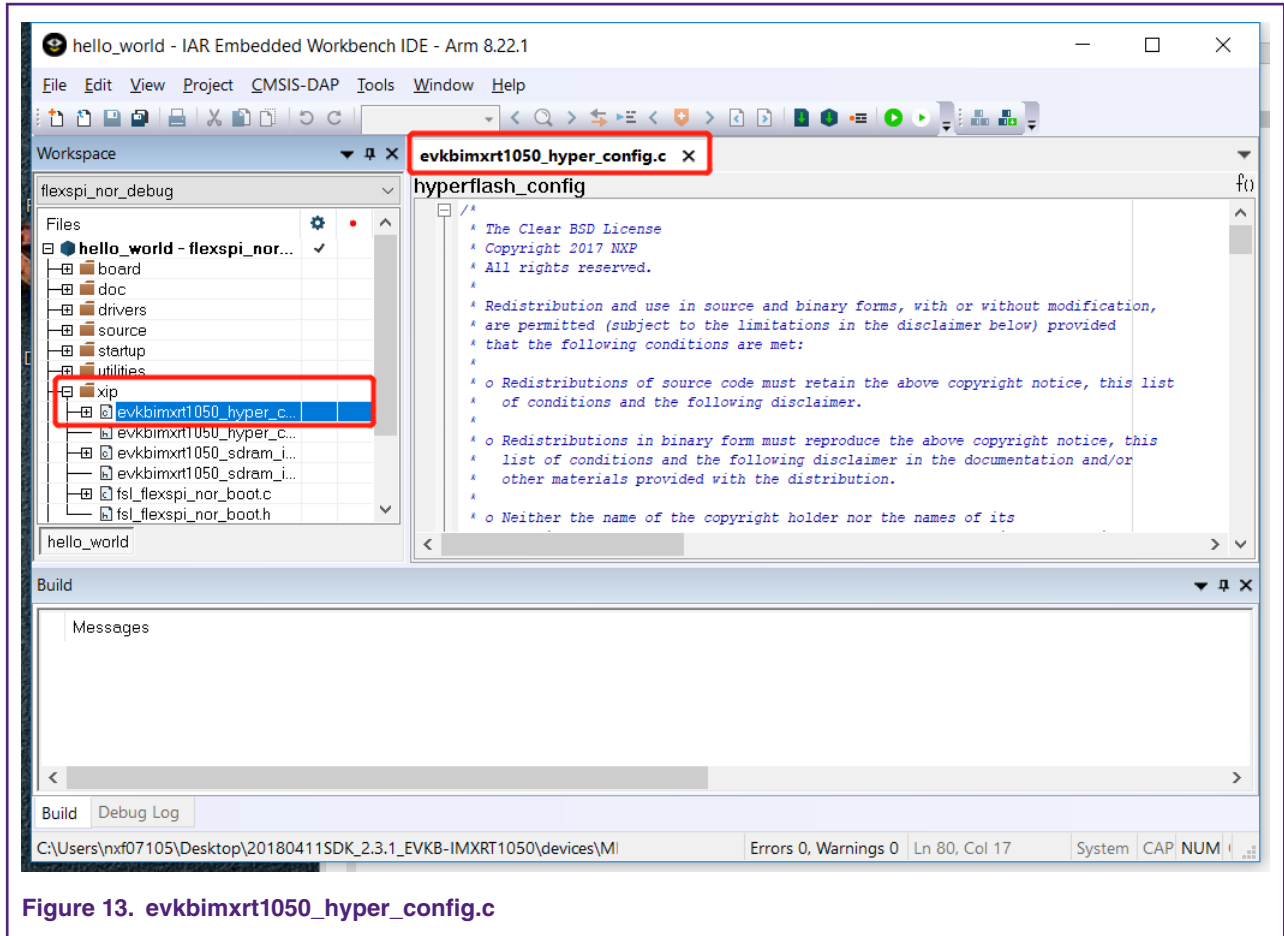 hello_world - IAR Embedded Workbench IDE - Arm 8.22.1
File Edit View Project CMSIS-DAP Tools Window Help
Workspace
evkbimxrt1050_hyper_config.c
flexspi_nor_debug
hyperflash_config
f()
Files
hello_world - flexspi_nor...
board
doc
drivers
source
startup
utilities
xip
evkbimxrt1050_hyper_c...
evkbimxrt1050_hyper_c...
evkbimxrt1050_sdram_i...
evkbimxrt1050_sdram_i...
fsl_flexspi_nor_boot.c
fsl_flexspi_nor_boot.h
hello_world
/*
* The Clear BSD License
* Copyright 2017 NXP
* All rights reserved.
*
* Redistribution and use in source and binary forms, with or without modification,
* are permitted (subject to the limitations in the disclaimer below) provided
* that the following conditions are met:
*
* o Redistributions of source code must retain the above copyright notice, this list
* of conditions and the following disclaimer.
*
* o Redistributions in binary form must reproduce the above copyright notice, this
* list of conditions and the following disclaimer in the documentation and/or
* other materials provided with the distribution.
*
* o Neither the name of the copyright holder nor the names of its
Build
Messages
Build Debug Log
C:\Users\nxf07105\Desktop\20180411SDK_2.3.1_EVKB-IMXRT1050\devices\MI
Errors 0, Warnings 0 Ln 80, Col 17 System CAP NUM
Figure 13. evkbimxrt1050_hyper_config.c